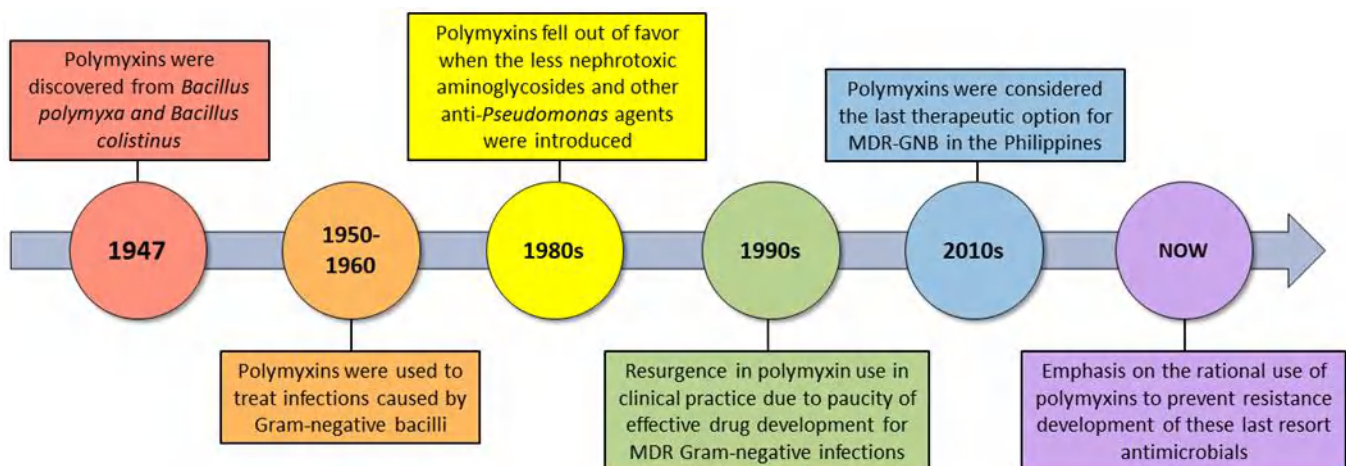 Polymyxins were
discovered from Bacillus
polymyxa and Bacillus
colistinus
Polymyxins fell out of favor
when the less nephrotoxic
aminoglycosides and other
anti-Pseudomonas agents
were introduced
Polymyxins were considered
the last therapeutic option for
MDR-GNB in the Philippines
1947
1950-
1960
1980s
1990s
2010s
NOW
Polymyxins were used to
treat infections caused by
Gram-negative bacilli
Resurgence in polymyxin use in
clinical practice due to paucity of
effective drug development for
MDR Gram-negative infections
Emphasis on the rational use of
polymyxins to prevent resistance
development of these last resort
antimicrobials